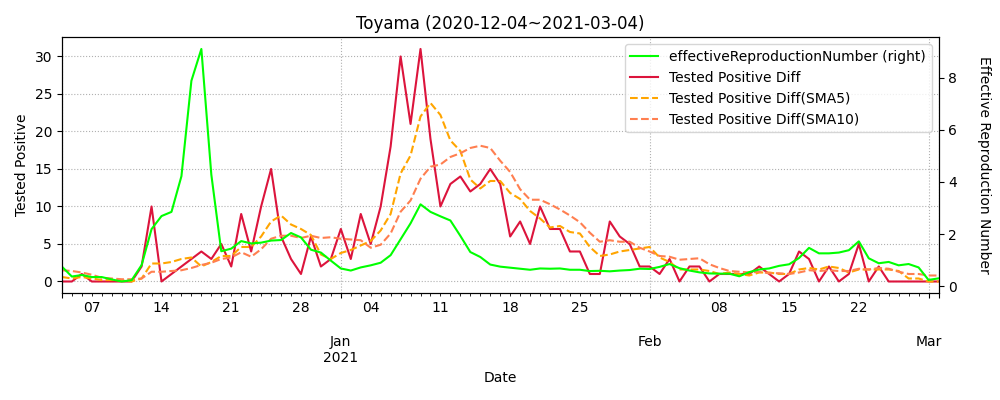 Toyama (2020-12-04~2021-03-04)
effectiveReproductionNumber (right)
Tested Positive Diff
Tested Positive Diff(SMA5)
Tested Positive Diff(SMA10)
Tested Positive
30
25
20
15
10
5
0
Effective Reproduction Number
8
6
4
2
0
07 14 21 28 04 11 18 25 08 15 22
Jan Feb Mar
2021
Date